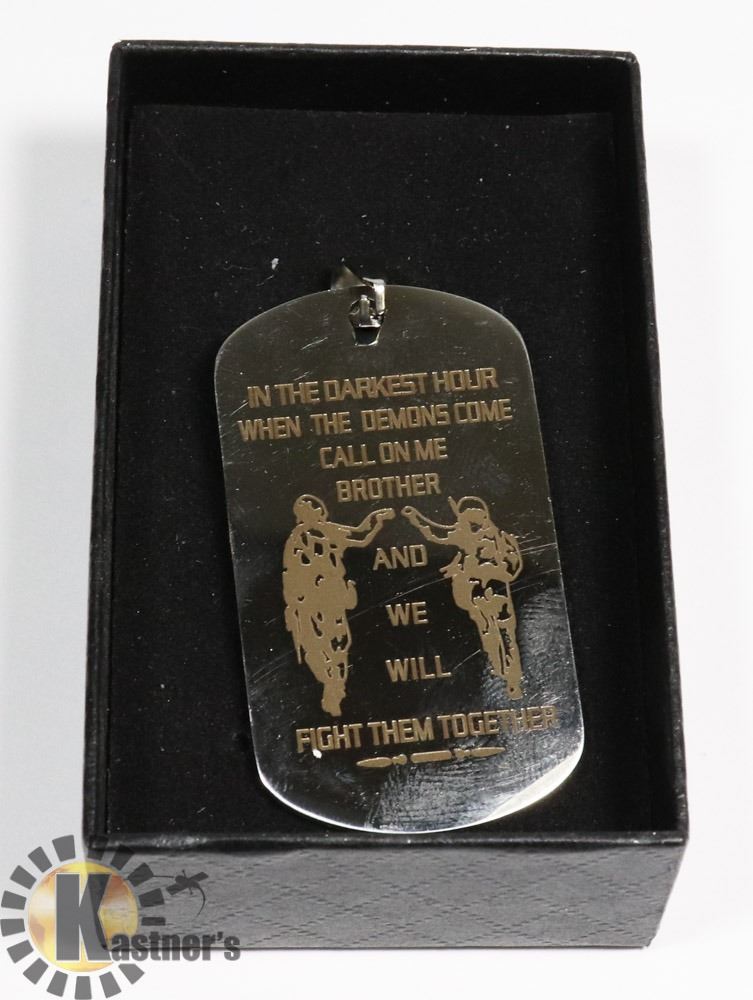 IN THE DARKEST HOUR
WHEN THE DEMONS COME
CALL ON ME
BROTHER
AND
WE
WILL
FIGHT THEM TOGETHER
Kastner's